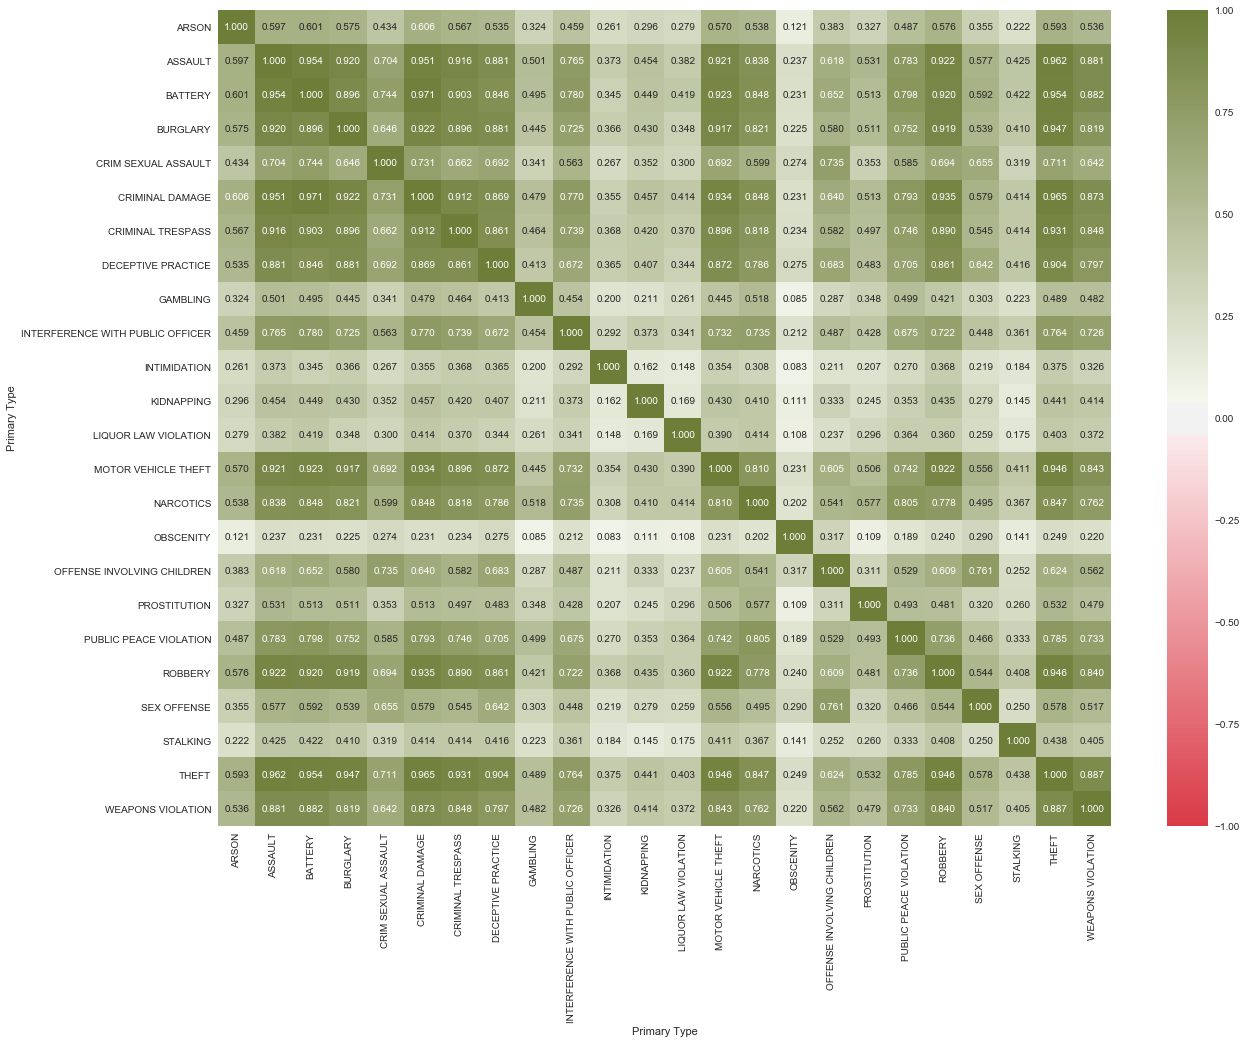 ARSON 1.000 0.597 0.601 0.575 0.434 0.606 0.567 0.535 0.324 0.459 0.261 0.296 0.279 0.570 0.538 0.121 0.383 0.327 0.487 0.576 0.355 0.222 0.593 0.536
ASSAULT 0.597 1.000 0.954 0.920 0.704 0.951 0.916 0.881 0.501 0.765 0.373 0.454 0.382 0.921 0.838 0.237 0.618 0.531 0.783 0.922 0.577 0.425 0.962 0.881
BATTERY 0.601 0.954 1.000 0.896 0.744 0.971 0.903 0.846 0.495 0.780 0.345 0.449 0.419 0.923 0.848 0.231 0.652 0.513 0.798 0.920 0.592 0.422 0.954 0.882
BURGLARY 0.575 0.920 0.896 1.000 0.646 0.922 0.896 0.881 0.445 0.725 0.366 0.430 0.348 0.917 0.821 0.225 0.580 0.511 0.752 0.919 0.539 0.410 0.947 0.819
CRIM SEXUAL ASSAULT 0.434 0.704 0.744 0.646 1.000 0.731 0.662 0.692 0.341 0.563 0.267 0.352 0.300 0.692 0.599 0.274 0.735 0.353 0.585 0.694 0.655 0.319 0.711 0.642
CRIMINAL DAMAGE 0.606 0.951 0.971 0.922 0.731 1.000 0.912 0.869 0.479 0.770 0.355 0.457 0.414 0.934 0.848 0.231 0.640 0.513 0.793 0.935 0.579 0.414 0.965 0.873
CRIMINAL TRESPASS 0.567 0.916 0.903 0.896 0.662 0.912 1.000 0.861 0.464 0.739 0.368 0.420 0.370 0.896 0.818 0.234 0.582 0.497 0.746 0.890 0.545 0.414 0.931 0.848
DECEPTIVE PRACTICE 0.535 0.881 0.846 0.881 0.692 0.869 0.861 1.000 0.413 0.672 0.365 0.407 0.344 0.872 0.786 0.275 0.683 0.483 0.705 0.861 0.642 0.416 0.904 0.797
GAMBLING 0.324 0.501 0.495 0.445 0.341 0.479 0.464 0.413 1.000 0.454 0.200 0.211 0.261 0.445 0.518 0.085 0.287 0.348 0.499 0.421 0.303 0.223 0.489 0.482
INTERFERENCE WITH PUBLIC OFFICER 0.459 0.765 0.780 0.725 0.563 0.770 0.739 0.672 0.454 1.000 0.292 0.373 0.341 0.732 0.735 0.212 0.487 0.428 0.675 0.722 0.448 0.361 0.764 0.726
INTIMIDATION 0.261 0.373 0.345 0.366 0.267 0.355 0.368 0.365 0.200 0.292 1.000 0.162 0.148 0.354 0.308 0.083 0.211 0.207 0.270 0.368 0.219 0.184 0.375 0.326
KIDNAPPING 0.296 0.454 0.449 0.430 0.352 0.457 0.420 0.407 0.211 0.373 0.162 1.000 0.169 0.430 0.410 0.111 0.333 0.245 0.353 0.435 0.279 0.145 0.441 0.414
LIQUOR LAW VIOLATION 0.279 0.382 0.419 0.348 0.300 0.414 0.370 0.344 0.261 0.341 0.148 0.169 1.000 0.390 0.414 0.108 0.237 0.296 0.364 0.360 0.259 0.175 0.403 0.372
MOTOR VEHICLE THEFT 0.570 0.921 0.923 0.917 0.692 0.934 0.896 0.872 0.445 0.732 0.354 0.430 0.390 1.000 0.810 0.231 0.605 0.506 0.742 0.922 0.556 0.411 0.946 0.843
NARCOTICS 0.538 0.838 0.848 0.821 0.599 0.848 0.818 0.786 0.518 0.735 0.308 0.410 0.414 0.810 1.000 0.202 0.541 0.577 0.805 0.778 0.495 0.367 0.847 0.762
OBSCENITY 0.121 0.237 0.231 0.225 0.274 0.231 0.234 0.275 0.085 0.212 0.083 0.111 0.108 0.231 0.202 1.000 0.317 0.109 0.189 0.240 0.290 0.141 0.249 0.220
OFFENSE INVOLVING CHILDREN 0.383 0.618 0.652 0.580 0.735 0.640 0.582 0.683 0.287 0.487 0.211 0.333 0.237 0.605 0.541 0.317 1.000 0.311 0.529 0.609 0.761 0.252 0.624 0.562
PROSTITUTION 0.327 0.531 0.513 0.511 0.353 0.513 0.497 0.483 0.348 0.428 0.207 0.245 0.296 0.506 0.577 0.109 0.311 1.000 0.493 0.481 0.320 0.260 0.532 0.479
PUBLIC PEACE VIOLATION 0.487 0.783 0.798 0.752 0.585 0.793 0.746 0.705 0.499 0.675 0.270 0.353 0.364 0.742 0.805 0.189 0.529 0.493 1.000 0.736 0.466 0.333 0.785 0.733
ROBBERY 0.576 0.922 0.920 0.919 0.694 0.935 0.890 0.861 0.421 0.722 0.368 0.435 0.360 0.922 0.778 0.240 0.609 0.481 0.736 1.000 0.544 0.408 0.946 0.840
SEX OFFENSE 0.355 0.577 0.592 0.539 0.655 0.579 0.545 0.642 0.303 0.448 0.219 0.279 0.259 0.556 0.495 0.290 0.761 0.320 0.466 0.544 1.000 0.250 0.578 0.517
STALKING 0.222 0.425 0.422 0.410 0.319 0.414 0.414 0.416 0.223 0.361 0.184 0.145 0.175 0.411 0.367 0.141 0.252 0.260 0.333 0.408 0.250 1.000 0.438 0.405
THEFT 0.593 0.962 0.954 0.947 0.711 0.965 0.931 0.904 0.489 0.764 0.375 0.441 0.403 0.946 0.847 0.249 0.624 0.532 0.785 0.946 0.578 0.438 1.000 0.887
WEAPONS VIOLATION 0.536 0.881 0.882 0.819 0.642 0.873 0.848 0.797 0.482 0.726 0.326 0.414 0.372 0.843 0.762 0.220 0.562 0.479 0.733 0.840 0.517 0.405 0.887 1.000
Primary Type
ARSON
ASSAULT
BATTERY
BURGLARY
CRIM SEXUAL ASSAULT
CRIMINAL DAMAGE
CRIMINAL TRESPASS
DECEPTIVE PRACTICE
GAMBLING
INTERFERENCE WITH PUBLIC OFFICER
INTIMIDATION
KIDNAPPING
LIQUOR LAW VIOLATION
MOTOR VEHICLE THEFT
NARCOTICS
OBSCENITY
OFFENSE INVOLVING CHILDREN
PROSTITUTION
PUBLIC PEACE VIOLATION
ROBBERY
SEX OFFENSE
STALKING
THEFT
WEAPONS VIOLATION
Primary Type
1.00
0.75
0.50
0.25
0.00
−0.25
−0.50
−0.75
−1.00